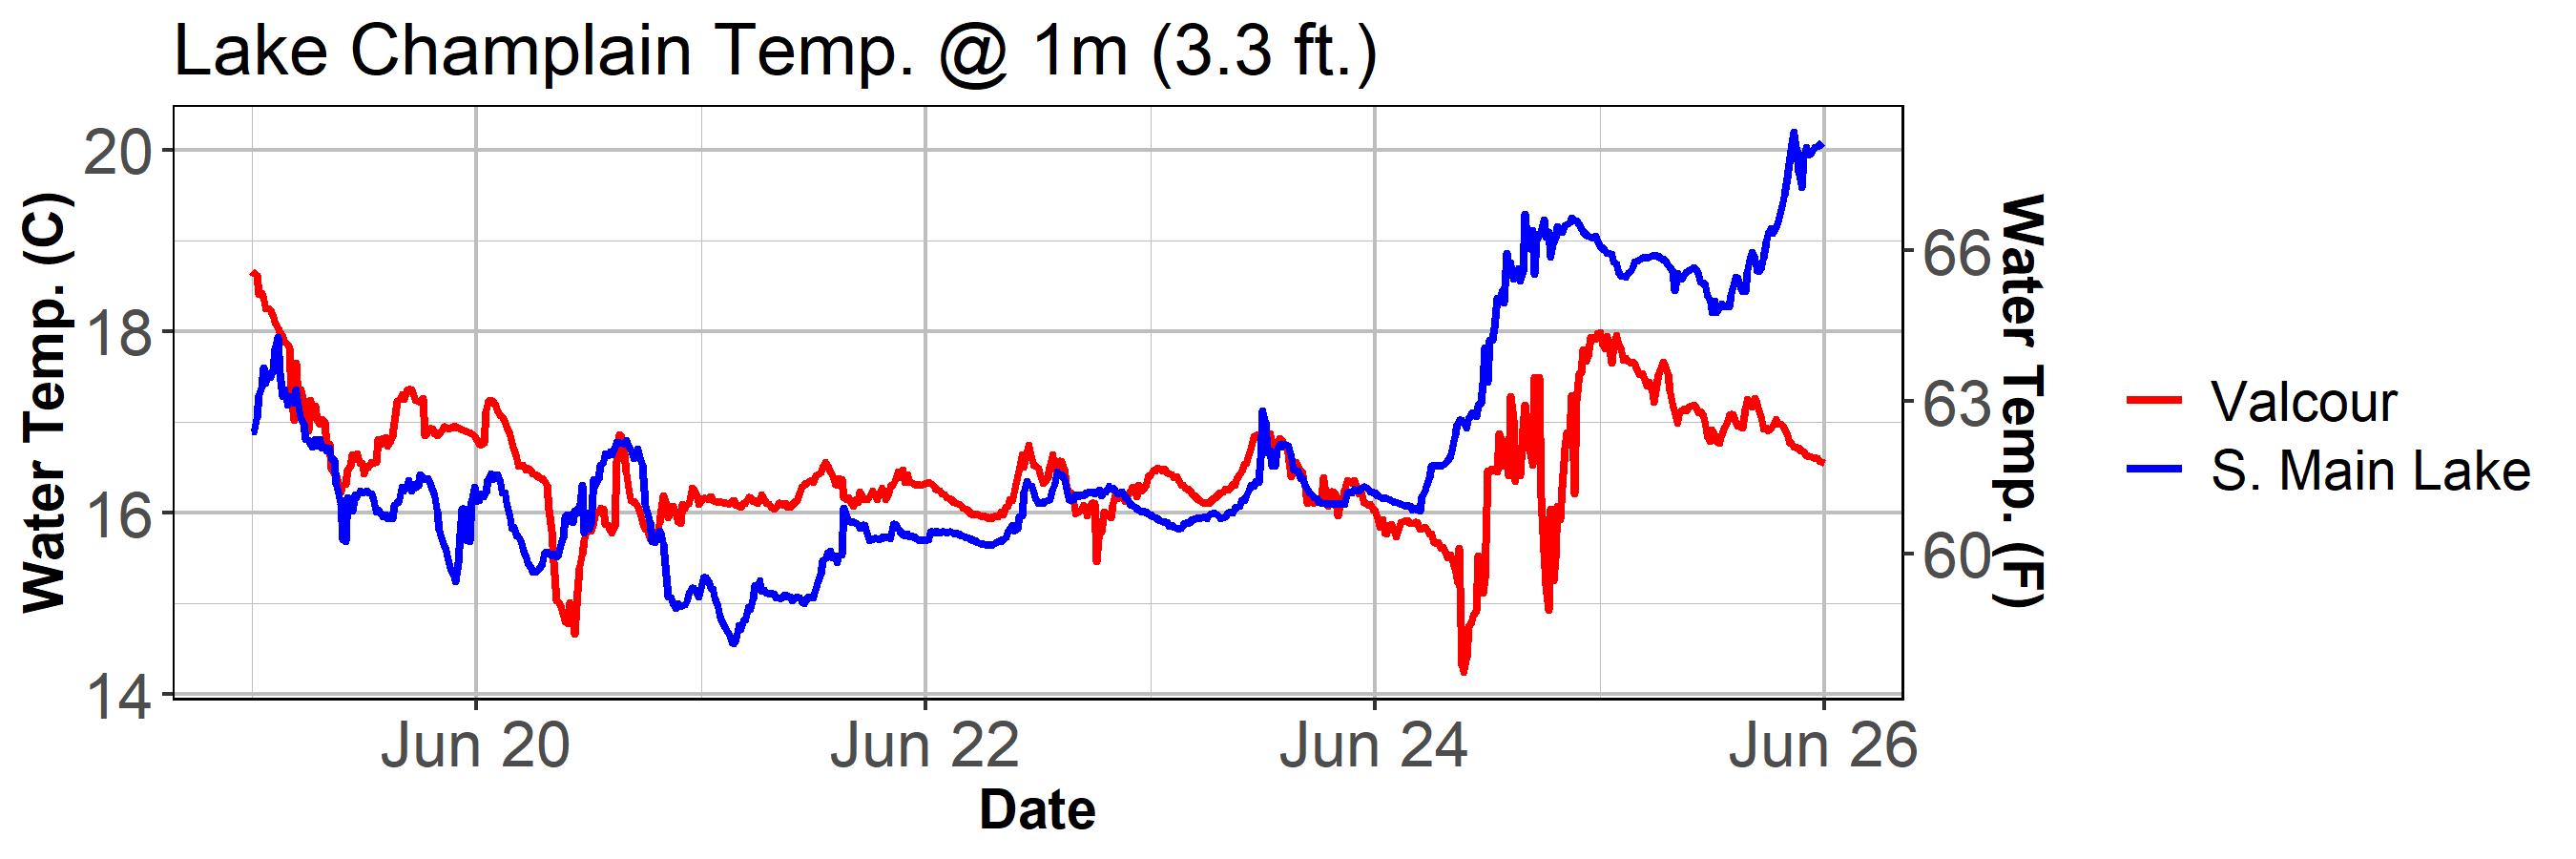 Lake Champlain Temp. @ 1m (3.3 ft.)
Water Temp. (C)
20
18
16
14
66
63
60
Water Temp. (F)
Jun 20
Jun 22
Jun 24
Jun 26
Date
Valcour
S. Main Lake